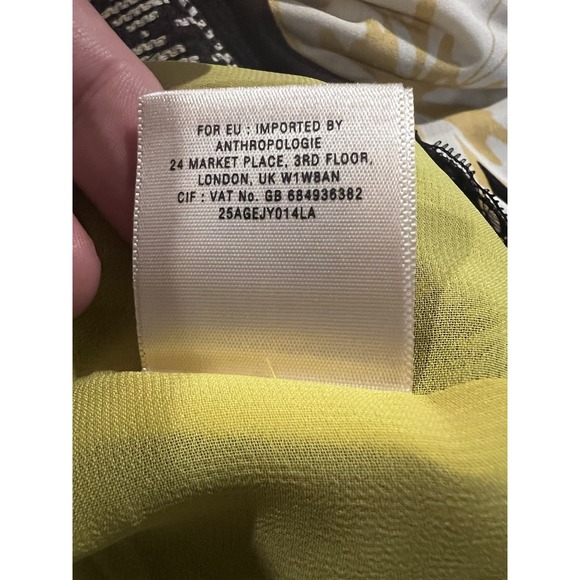 FOR EU : IMPORTED BY
ANTHROPOLOGIE
24 MARKET PLACE, 3RD FLOOR,
LONDON, UK W1W8AN
CIF : VAT No. GB 684936382
25AGEJY014LA